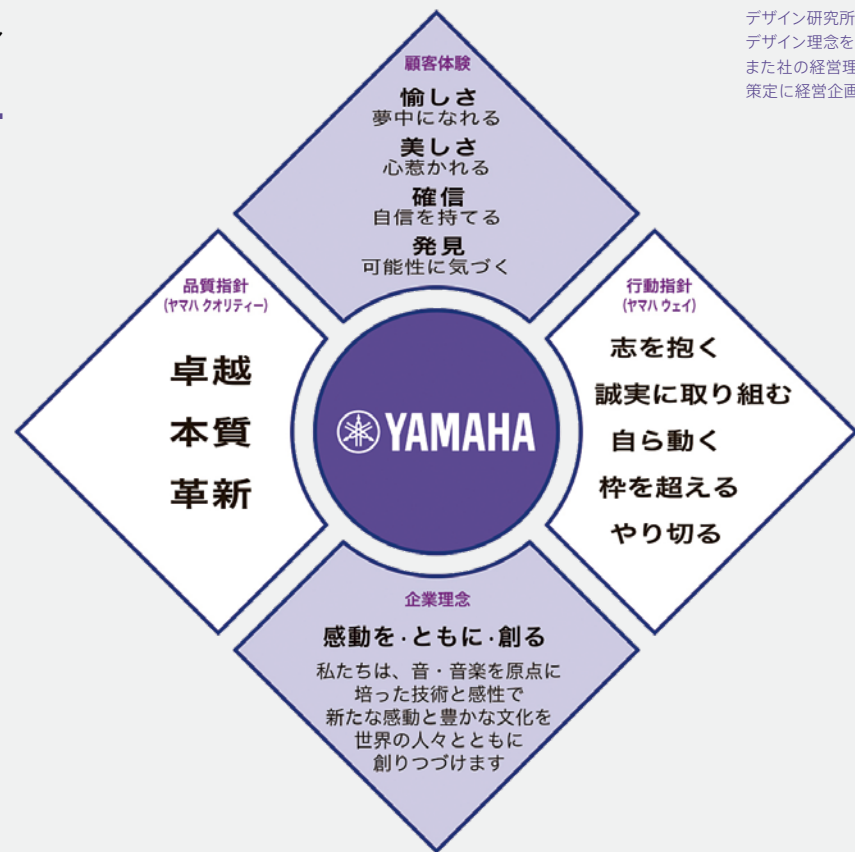 デザイン研究所
デザイン理念を
また社の経営理
策定に経営企画
顧客体験
愉しさ
夢中になれる
美しさ
心惹かれる
確信
自信を持てる
発見
可能性に気づく
品質指針
(ヤマハ クオリティー)
卓越
本質
革新
YAMAHA
行動指針
(ヤマハ ウェイ)
志を抱く
誠実に取り組む
自ら動く
枠を超える
やり切る
企業理念
感動を・ともに・創る
私たちは、音・音楽を原点に
培った技術と感性で
新たな感動と豊かな文化を
世界の人々とともに
創りつづけます